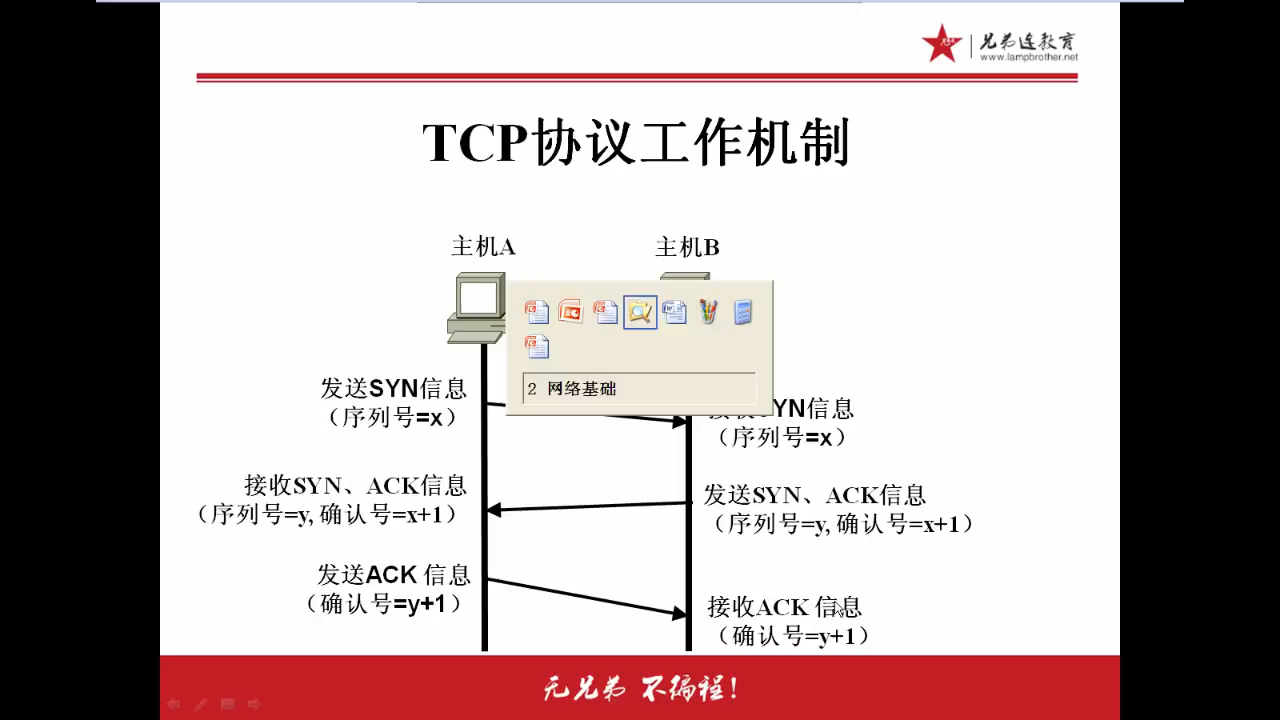 兄弟连教育
www.lampbrother.net
TCP协议工作机制
主机A
主机B
2 网络基础
发送SYN信息
（序列号=x）
YN信息
（序列号=x）
接收SYN、ACK信息
（序列号=y, 确认号=x+1）
发送SYN、ACK信息
（序列号=y, 确认号=x+1）
发送ACK 信息
（确认号=y+1）
接收ACK 信息
（确认号=y+1）
无兄弟 不编程！